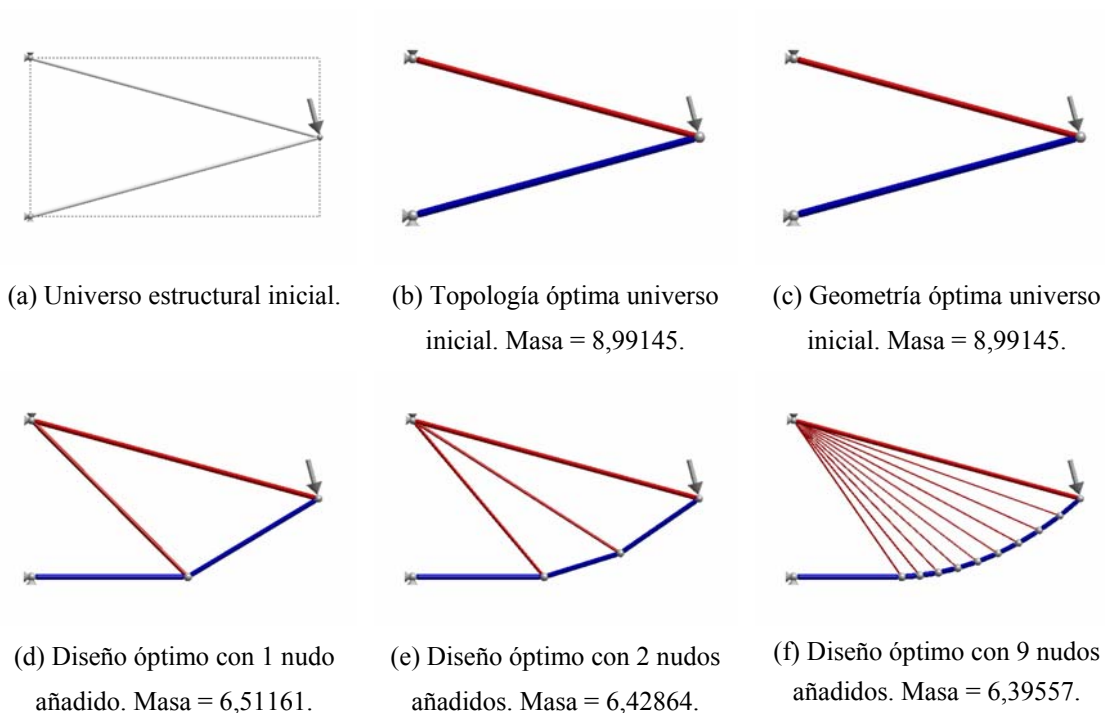 (a) Universo estructural inicial.
(b) Topología óptima universo
inicial. Masa = 8,99145.
(c) Geometría óptima universo
inicial. Masa = 8,99145.
(d) Diseño óptimo con 1 nudo
añadido. Masa = 6,51161.
(e) Diseño óptimo con 2 nudos
añadidos. Masa = 6,42864.
(f) Diseño óptimo con 9 nudos
añadidos. Masa = 6,39557.